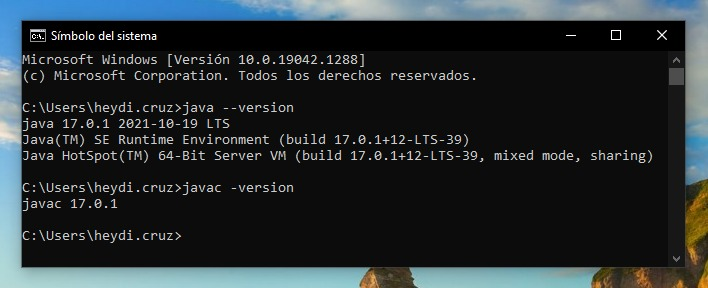 Símbolo del sistema
Microsoft Windows [Versión 10.0.19042.1288]
(c) Microsoft Corporation. Todos los derechos reservados.
C:\Users\heydi.cruz>java --version
java 17.0.1 2021-10-19 LTS
Java(TM) SE Runtime Environment (build 17.0.1+12-LTS-39)
Java HotSpot(TM) 64-Bit Server VM (build 17.0.1+12-LTS-39, mixed mode, sharing)
C:\Users\heydi.cruz>javac -version
javac 17.0.1
C:\Users\heydi.cruz>